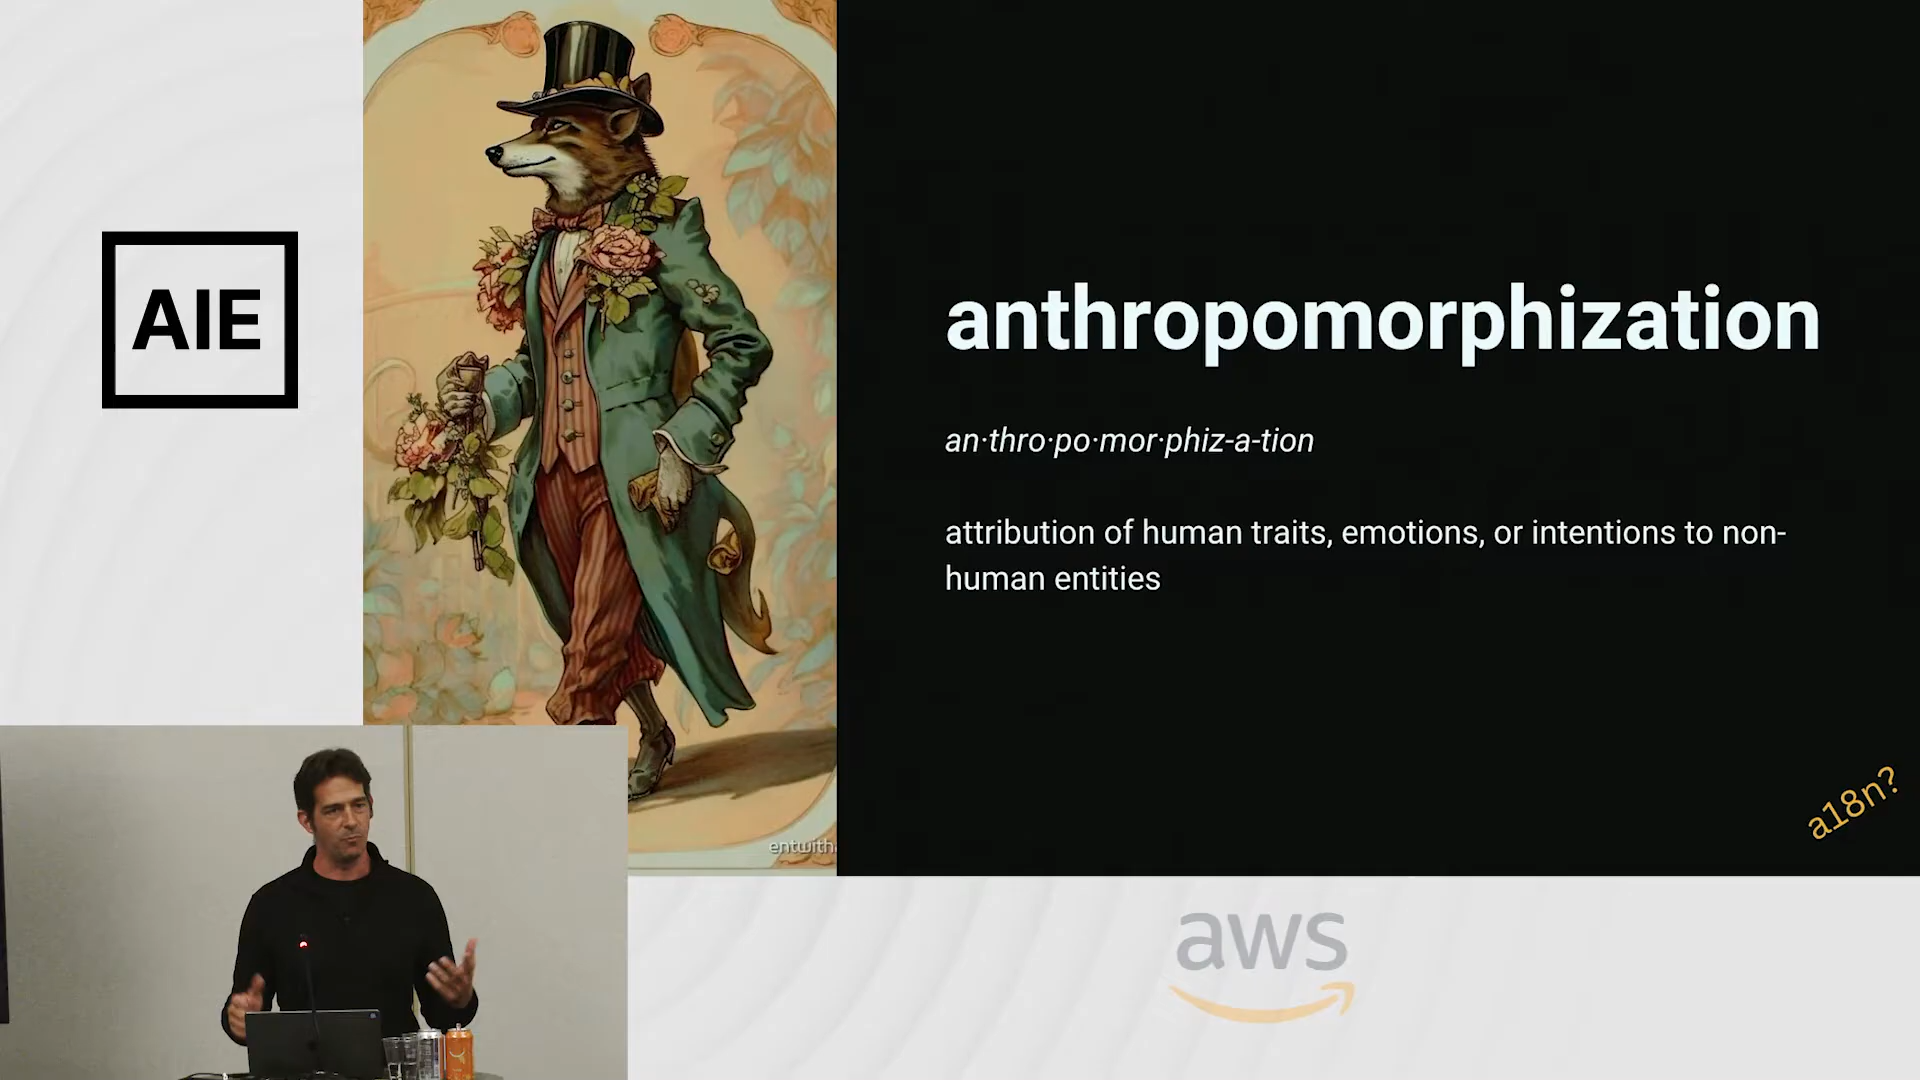 AIE
anthropomorphization
an·thro·po·mor·phiz-a-tion
attribution of human traits, emotions, or intentions to non-
human entities
a18n?
entwith
aws